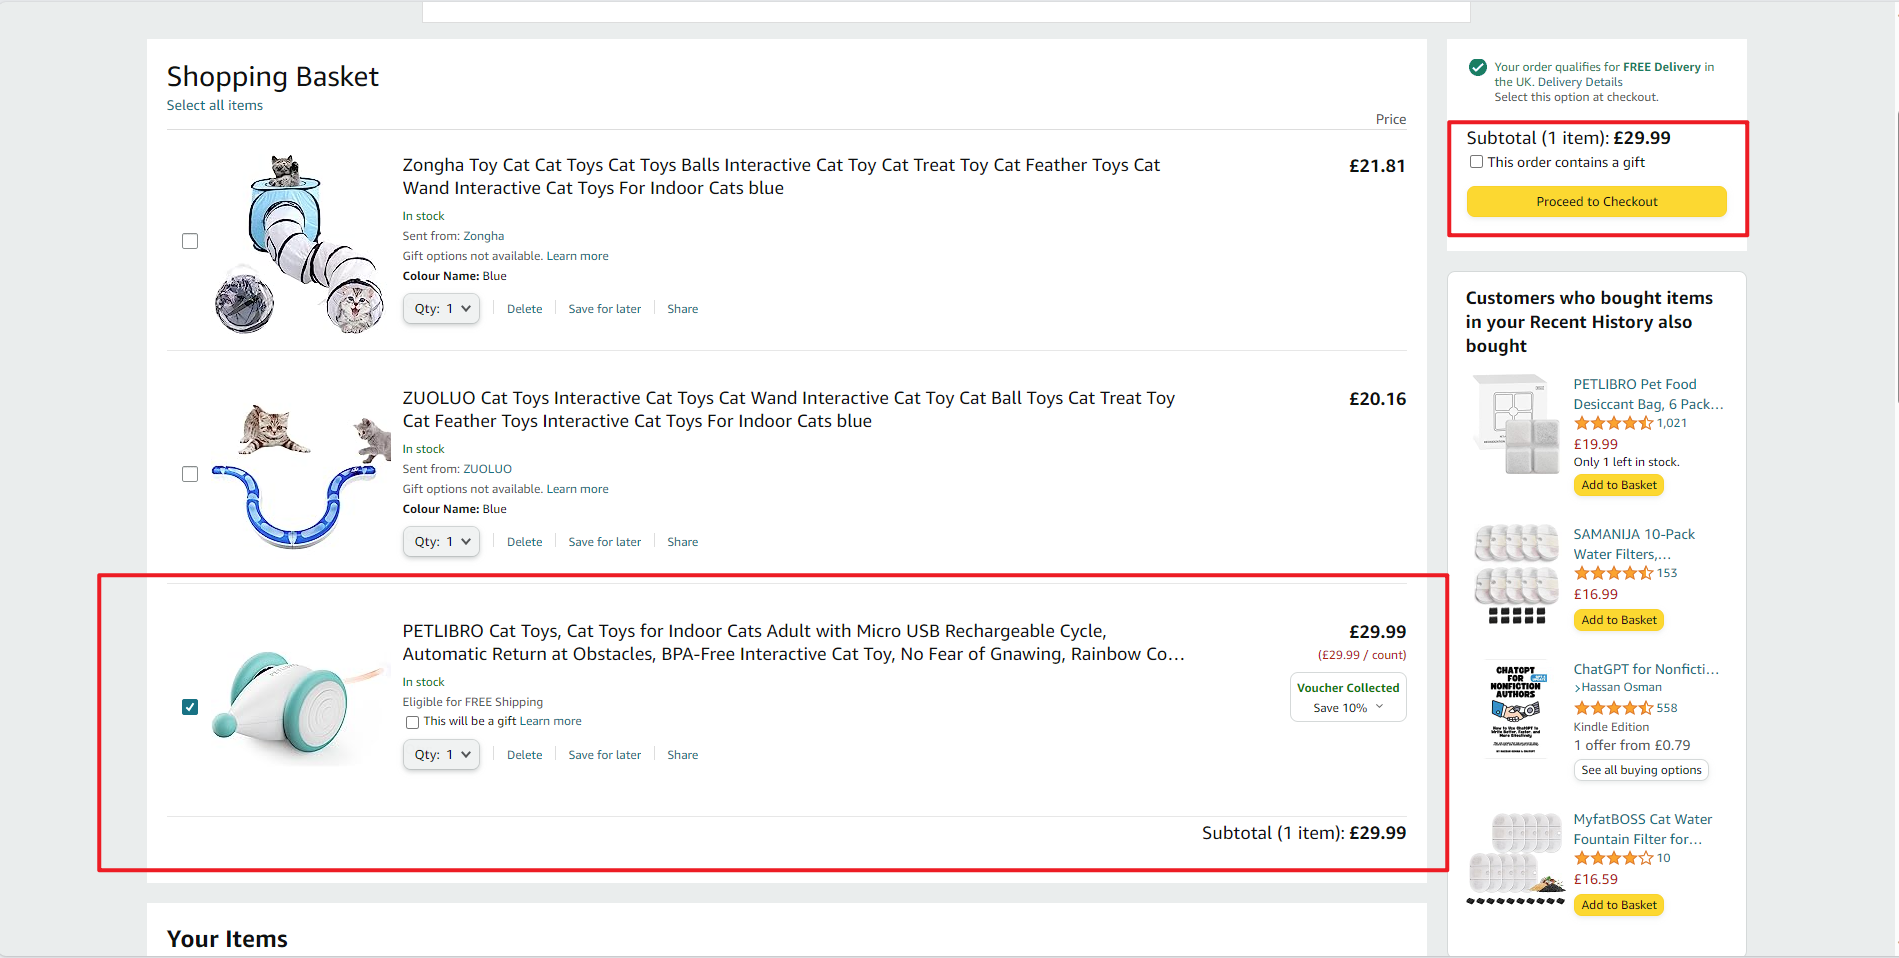 Shopping Basket
Select all items
Price
Zongha Toy Cat Cat Toys Cat Toys Balls Interactive Cat Toy Cat Treat Toy Cat Feather Toys Cat
Wand Interactive Cat Toys For Indoor Cats blue
£21.81
In stock
Sent from: Zongha
Gift options not available. Learn more
Colour Name: Blue
Qty: 1
Delete
Save for later
Share
ZUOLUO Cat Toys Interactive Cat Toys Cat Wand Interactive Cat Toy Cat Ball Toys Cat Treat Toy
Cat Feather Toys Interactive Cat Toys For Indoor Cats blue
£20.16
In stock
Sent from: ZUOLUO
Gift options not available. Learn more
Colour Name: Blue
Qty: 1
Delete
Save for later
Share
PETLIBRO Cat Toys, Cat Toys for Indoor Cats Adult with Micro USB Rechargeable Cycle,
Automatic Return at Obstacles, BPA-Free Interactive Cat Toy, No Fear of Gnawing, Rainbow Co…
£29.99
(£29.99 / count)
Voucher Collected
Save 10%
In stock
Eligible for FREE Shipping
This will be a gift Learn more
Qty: 1
Delete
Save for later
Share
Subtotal (1 item): £29.99
Your Items
Your order qualifies for FREE Delivery in
the UK. Delivery Details
Select this option at checkout.
Subtotal (1 item): £29.99
This order contains a gift
Proceed to Checkout
Customers who bought items
in your Recent History also
bought
PETLIBRO Pet Food
Desiccant Bag, 6 Pack…
1,021
£19.99
Only 1 left in stock.
Add to Basket
SAMANIJA 10-Pack
Water Filters,…
153
£16.99
Add to Basket
CHATGPT
FOR
NONFICTION
AUTHORS
ChatGPT for Nonficti…
›Hassan Osman
558
Kindle Edition
1 offer from £0.79
See all buying options
MyfatBOSS Cat Water
Fountain Filter for…
10
£16.59
Add to Basket